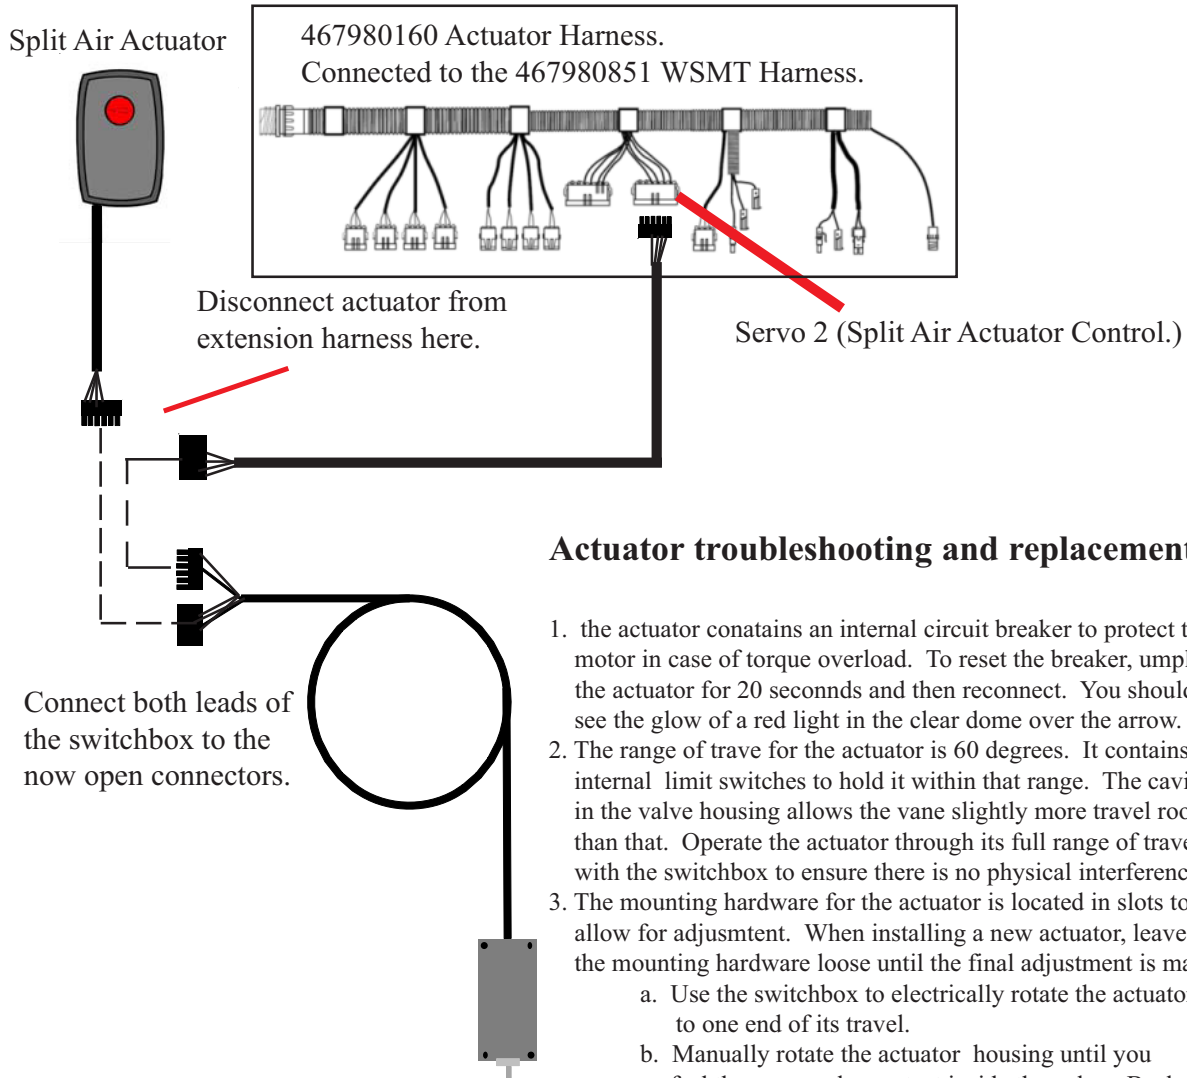 Split Air Actuator
467980160 Actuator Harness.
Connected to the 467980851 WSMT Harness.
Disconnect actuator from
extension harness here.
Servo 2 (Split Air Actuator Control.)
Connect both leads of
the switchbox to the
now open connectors.
Actuator troubleshooting and replacement
1. the actuator conatains an internal circuit breaker to protect
motor in case of torque overload. To reset the breaker,
the actuator for 20 seconnds and then reconnect. You should
see the glow of a red light in the clear dome over the arrow.
2. The range of trave for the actuator is 60 degrees. It contains
internal limit switches to hold it within that range. The
in the valve housing allows the vane slightly more travel
than that. Operate the actuator through its full range of
with the switchbox to ensure there is no physical
3. The mounting hardware for the actuator is located in slots to
allow for adjusmtent. When installing a new actuator, leave
the mounting hardware loose until the final adjustment is
a. Use the switchbox to electrically rotate the actuator
to one end of its travel.
b. Manually rotate the actuator housing until you